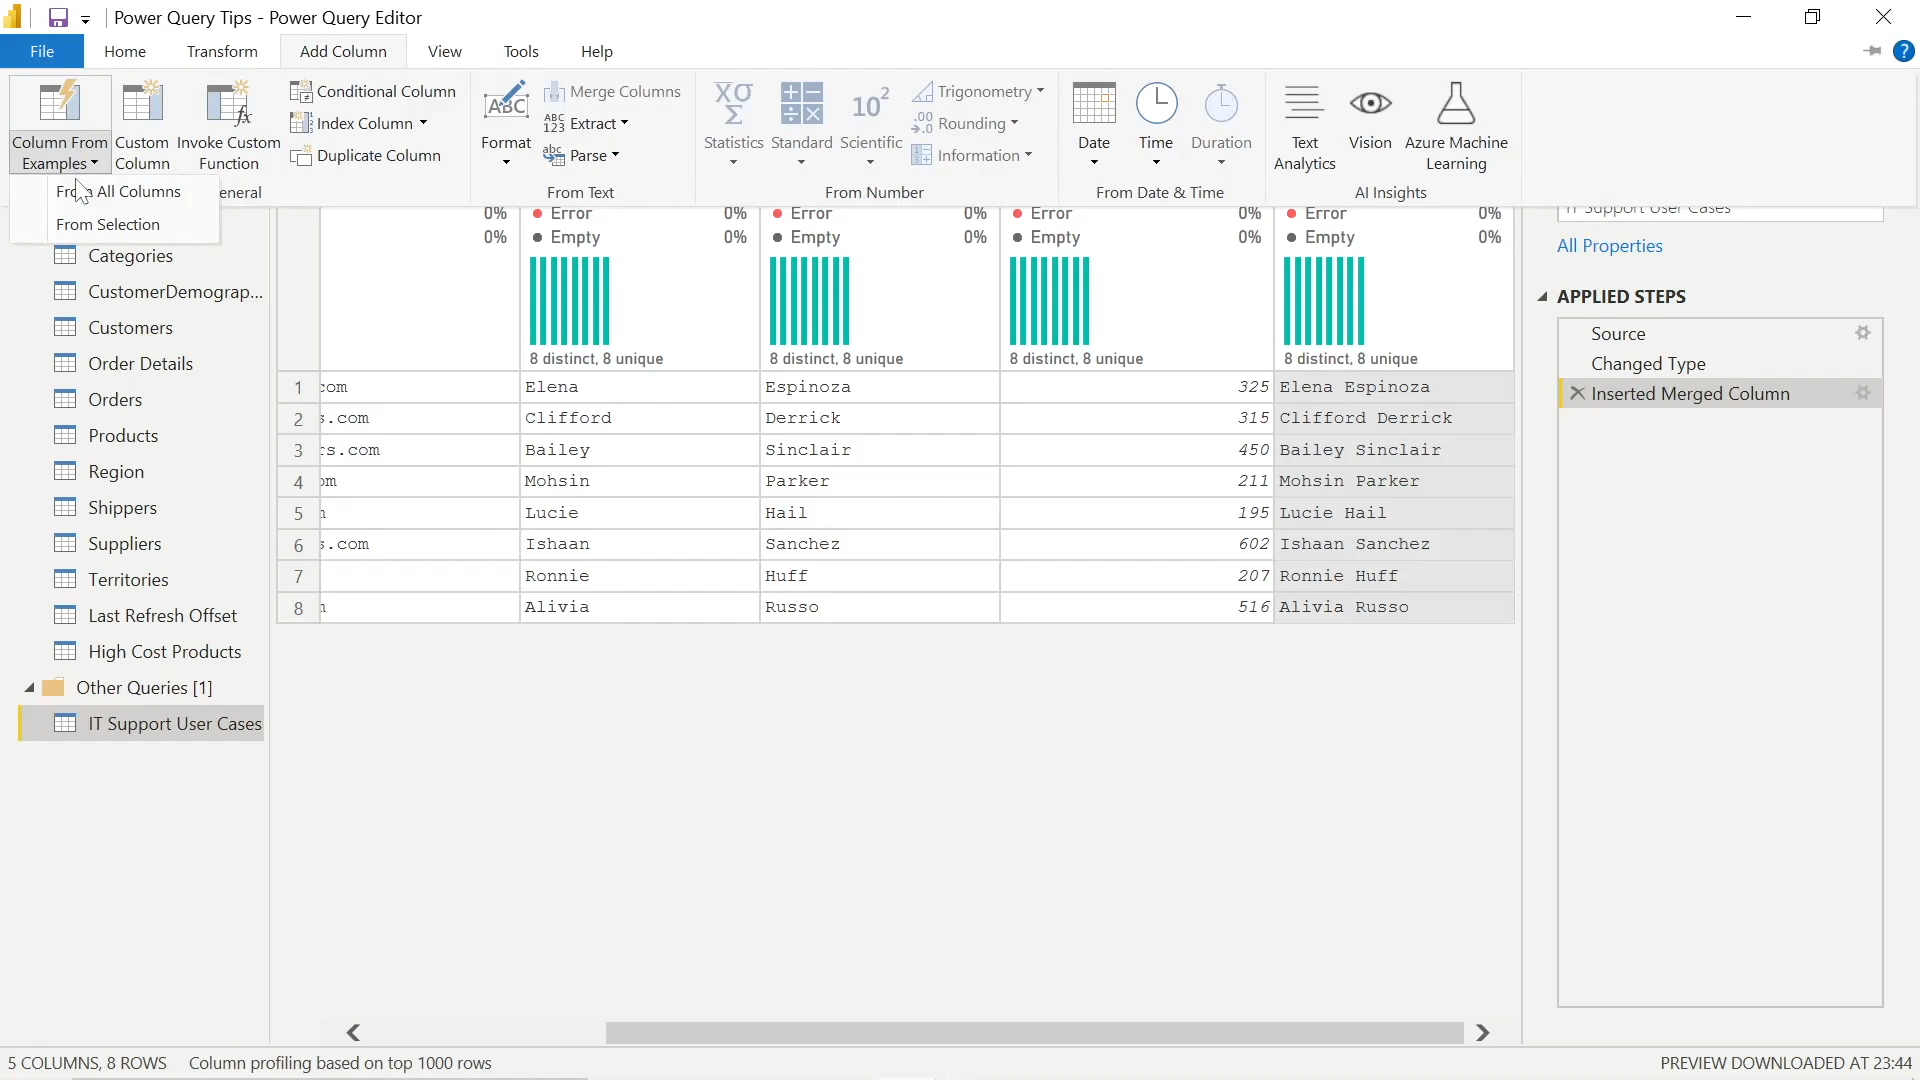 Power Query Tips - Power Query Editor
File Home Transform Add Column View Tools Help
Column From Examples
Custom Column
Invoke Custom Function
Conditional Column
Index Column
Duplicate Column
General
From All Columns
From Selection
Format
Merge Columns
Extract
Parse
From Text
Statistics
Standard
Scientific
Trigonometry
Rounding
Information
From Number
Date
Time
Duration
From Date & Time
Text Analytics
Vision
Azure Machine Learning
AI Insights
Categories
CustomerDemograp...
Customers
Order Details
Orders
Products
Region
Shippers
Suppliers
Territories
Last Refresh Offset
High Cost Products
Other Queries [1]
IT Support User Cases
0% Error 0% Error 0% Error 0% Error 0%
0% Empty 0% Empty 0% Empty 0% Empty 0%
8 distinct, 8 unique 8 distinct, 8 unique 8 distinct, 8 unique 8 distinct, 8 unique
1 com Elena Espinoza 325 Elena Espinoza
2 s.com Clifford Derrick 315 Clifford Derrick
3 rs.com Bailey Sinclair 450 Bailey Sinclair
4 om Mohsin Parker 211 Mohsin Parker
5 Lucie Hail 195 Lucie Hail
6 s.com Ishaan Sanchez 602 Ishaan Sanchez
7 Ronnie Huff 207 Ronnie Huff
8 Alivia Russo 516 Alivia Russo
IT Support User Cases
All Properties
APPLIED STEPS
Source
Changed Type
Inserted Merged Column
5 COLUMNS, 8 ROWS Column profiling based on top 1000 rows
PREVIEW DOWNLOADED AT 23:44